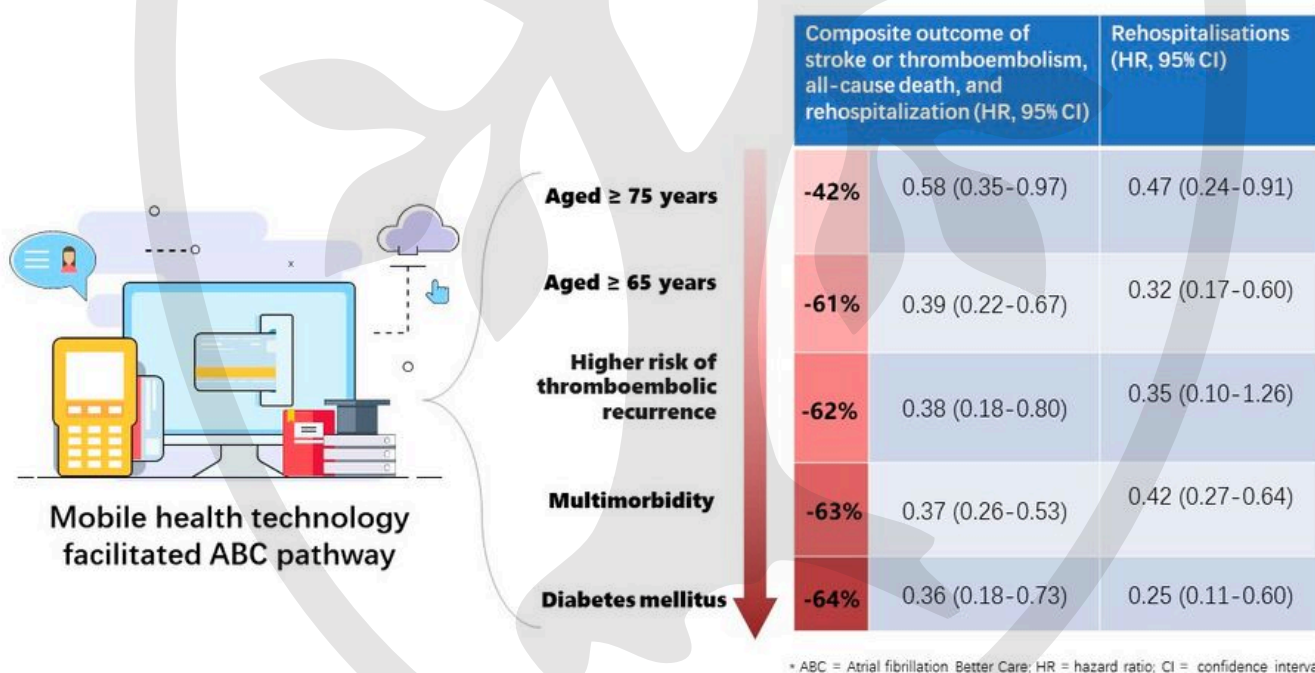 Composite outcome of
stroke or thromboembolism,
all-cause death, and
rehospitalization (HR, 95% CI)
Rehospitalisations
(HR, 95% CI)
Aged ≥ 75 years
-42%
0.58 (0.35-0.97)
0.47 (0.24-0.91)
Aged ≥ 65 years
-61%
0.39 (0.22-0.67)
0.32 (0.17-0.60)
Higher risk of
thromboembolic
recurrence
-62%
0.38 (0.18-0.80)
0.35 (0.10-1.26)
Multimorbidity
-63%
0.37 (0.26-0.53)
0.42 (0.27-0.64)
Diabetes mellitus
-64%
0.36 (0.18-0.73)
0.25 (0.11-0.60)
Mobile health technology
facilitated ABC pathway
* ABC = Atrial fibrillation Better Care; HR = hazard ratio; CI = confidence interva